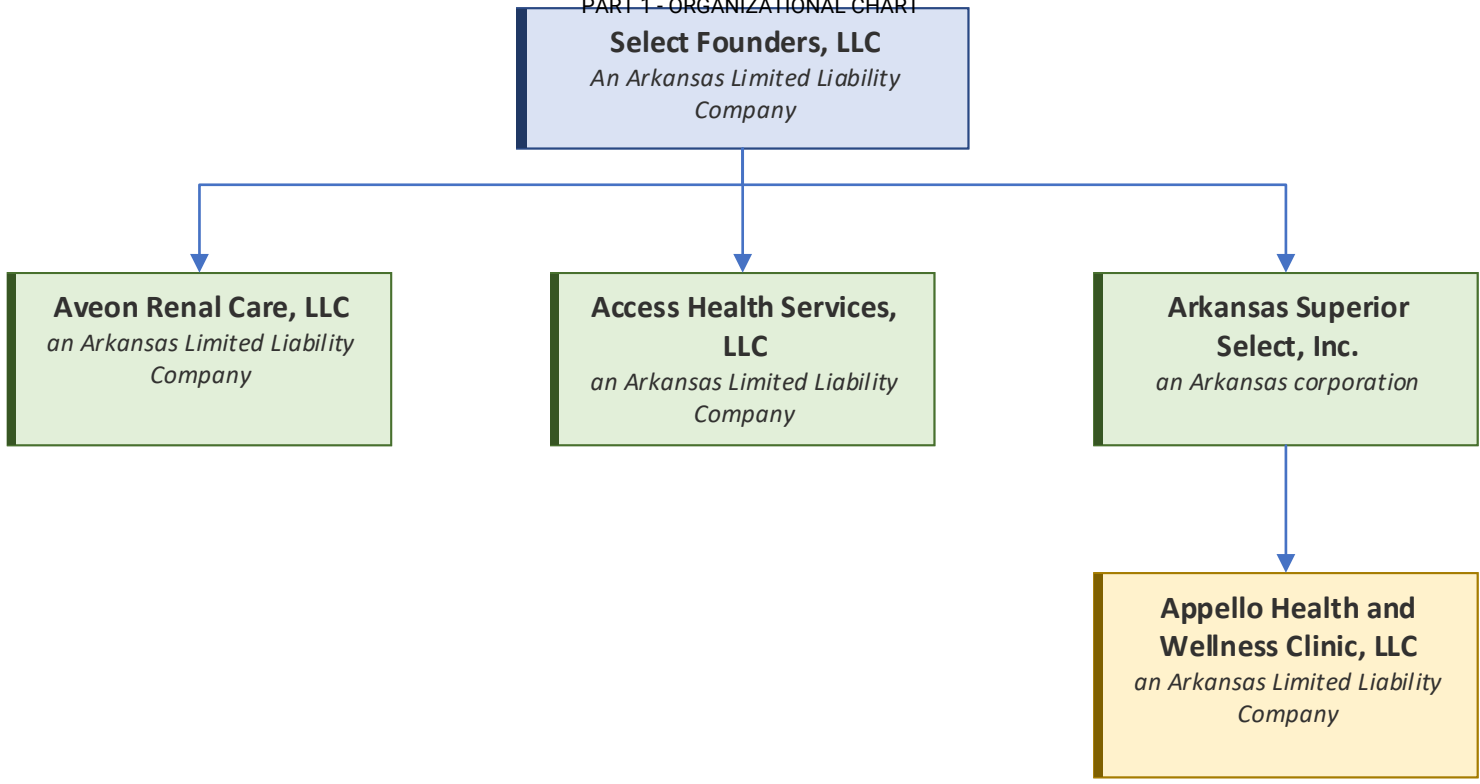 PART 1 - ORGANIZATIONAL CHART
Select Founders, LLC
An Arkansas Limited Liability
Company
Aveon Renal Care, LLC
an Arkansas Limited Liability
Company
Access Health Services,
LLC
an Arkansas Limited Liability
Company
Arkansas Superior
Select, Inc.
an Arkansas corporation
Appello Health and
Wellness Clinic, LLC
an Arkansas Limited Liability
Company